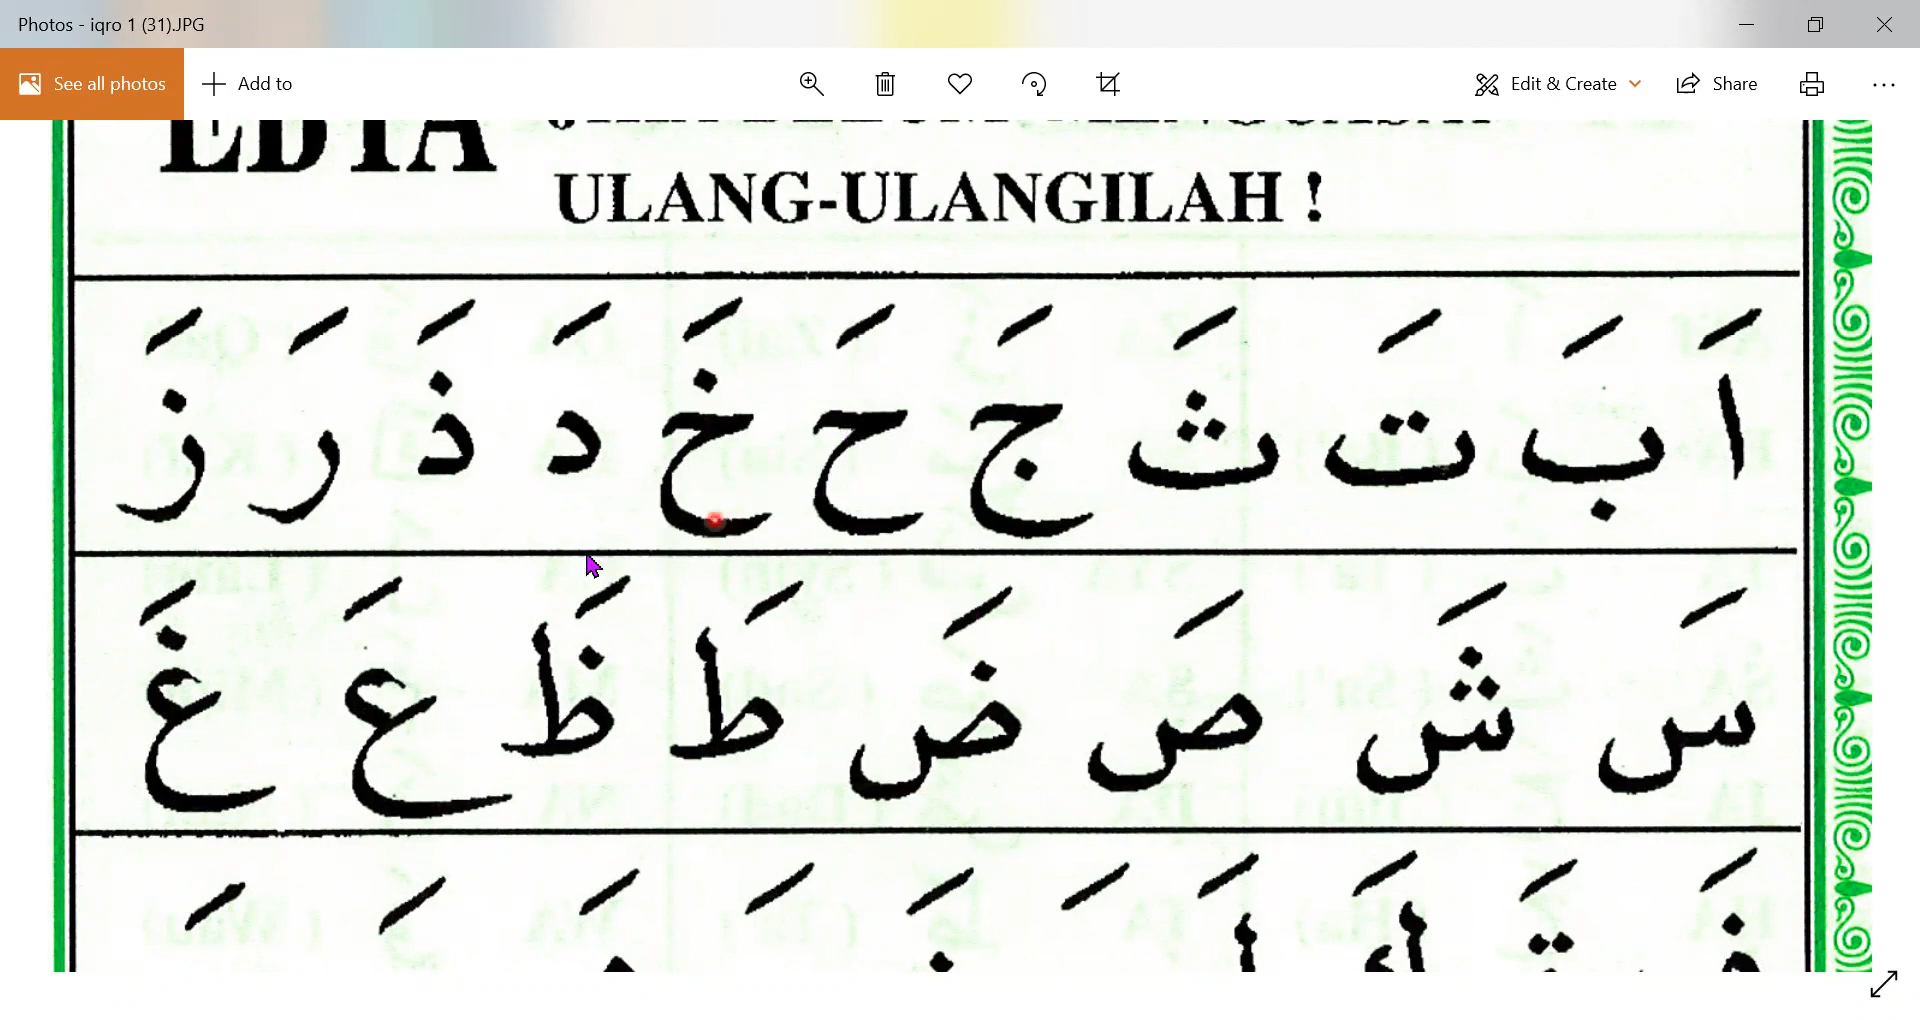 Photos - iqro 1 (31).JPG
See all photos
Add to
Edit & Create
Share
ULANG-ULANGILAH !
اَ بَ تَ ثَ جَ حَ خَ دَ ذَ رَ زَ
سَ شَ صَ ضَ طَ ظَ عَ غَ